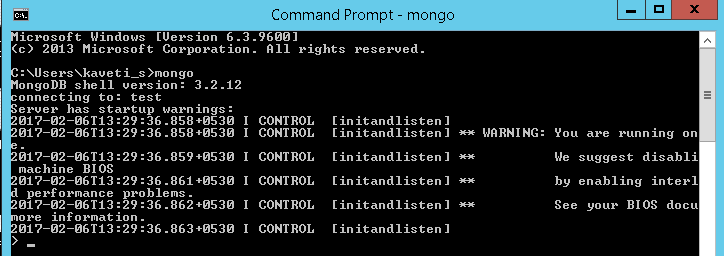 Command Prompt - mongo
Microsoft Windows [Version 6.3.9600]
(c) 2013 Microsoft Corporation. All rights reserved.
C:\Users\kaveti_s>mongo
MongoDB shell version: 3.2.12
connecting to: test
Server has startup warnings:
2017-02-06T13:29:36.858+0530 I CONTROL  [initandlisten]
2017-02-06T13:29:36.858+0530 I CONTROL  [initandlisten] ** WARNING: You are running on
e.
2017-02-06T13:29:36.859+0530 I CONTROL  [initandlisten] **          We suggest disabli
 machine BIOS
2017-02-06T13:29:36.861+0530 I CONTROL  [initandlisten] **          by enabling interl
d performance problems.
2017-02-06T13:29:36.862+0530 I CONTROL  [initandlisten] **          See your BIOS docu
more information.
2017-02-06T13:29:36.863+0530 I CONTROL  [initandlisten]
> _